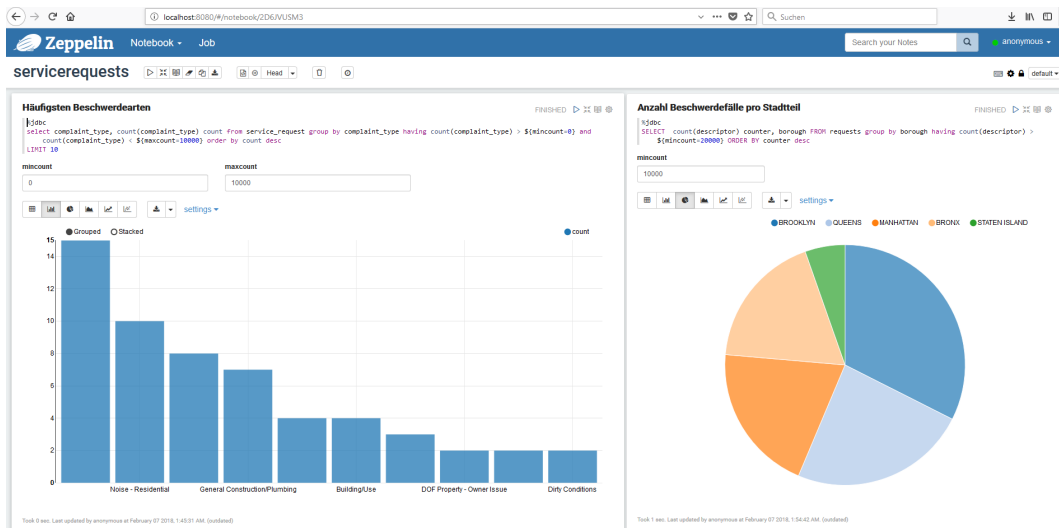 localhost:8080/#/notebook/2D6JVUSM3
Suchen
Zeppelin
Notebook
Job
Search your Notes
anonymous
servicerequests
Head
default
Häufigsten Beschwerdearten
FINISHED
%jdbc
select complaint_type, count(complaint_type) count from service_request group by complaint_type having count(complaint_type) > ${mincount=0} and
count(complaint_type) < ${maxcount=10000} order by count desc
LIMIT 10
mincount
maxcount
0
10000
settings
Grouped
Stacked
count
15
14
12
10
8
6
4
2
0
Noise - Residential
General Construction/Plumbing
Building/Use
DOF Property - Owner Issue
Dirty Conditions
Took 0 sec. Last updated by anonymous at February 07 2018, 1:45:31 AM. (outdated)
Anzahl Beschwerdefälle pro Stadtteil
FINISHED
%jdbc
SELECT count(descriptor) counter, borough FROM requests group by borough having count(descriptor) >
${mincount=20000} ORDER BY counter desc
mincount
10000
settings
BROOKLYN
QUEENS
MANHATTAN
BRONX
STATEN ISLAND
Took 1 sec. Last updated by anonymous at February 07 2018, 1:34:42 AM. (outdated)